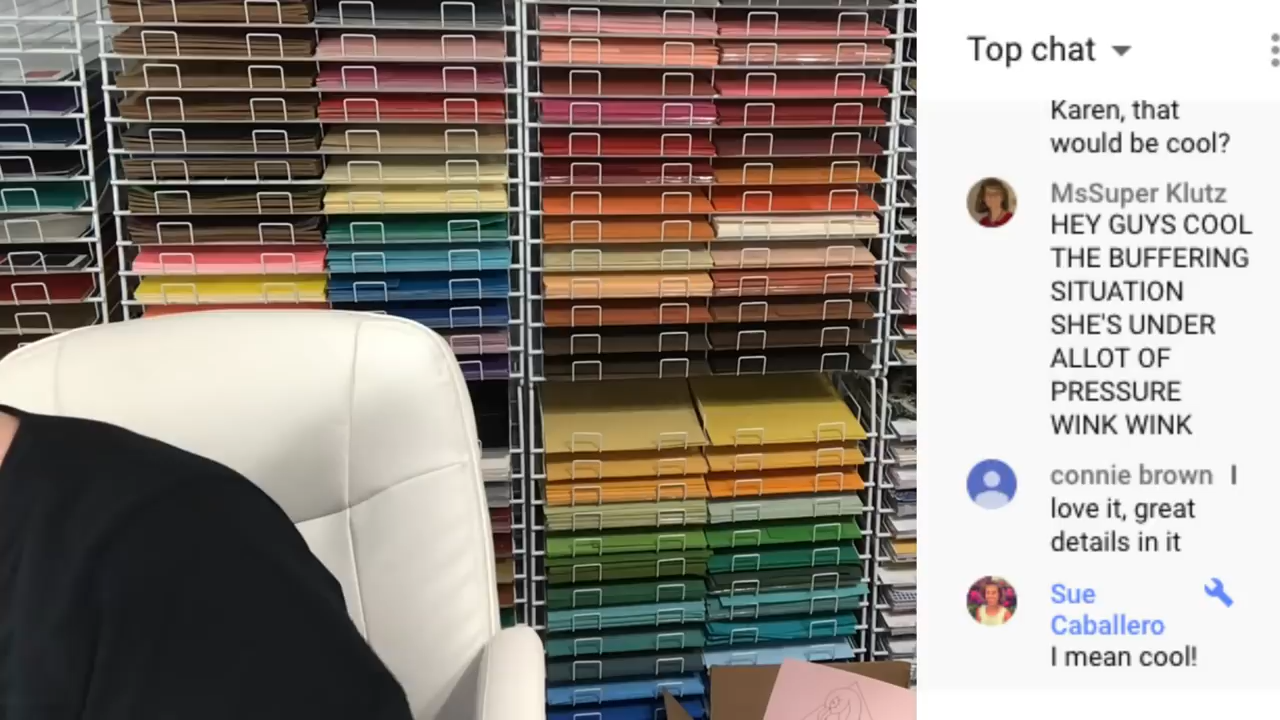 Top chat
Karen, that
would be cool?
MsSuper Klutz
HEY GUYS COOL
THE BUFFERING
SITUATION
SHE'S UNDER
ALLOT OF
PRESSURE
WINK WINK
connie brown I
love it, great
details in it
Sue
Caballero
I mean cool!